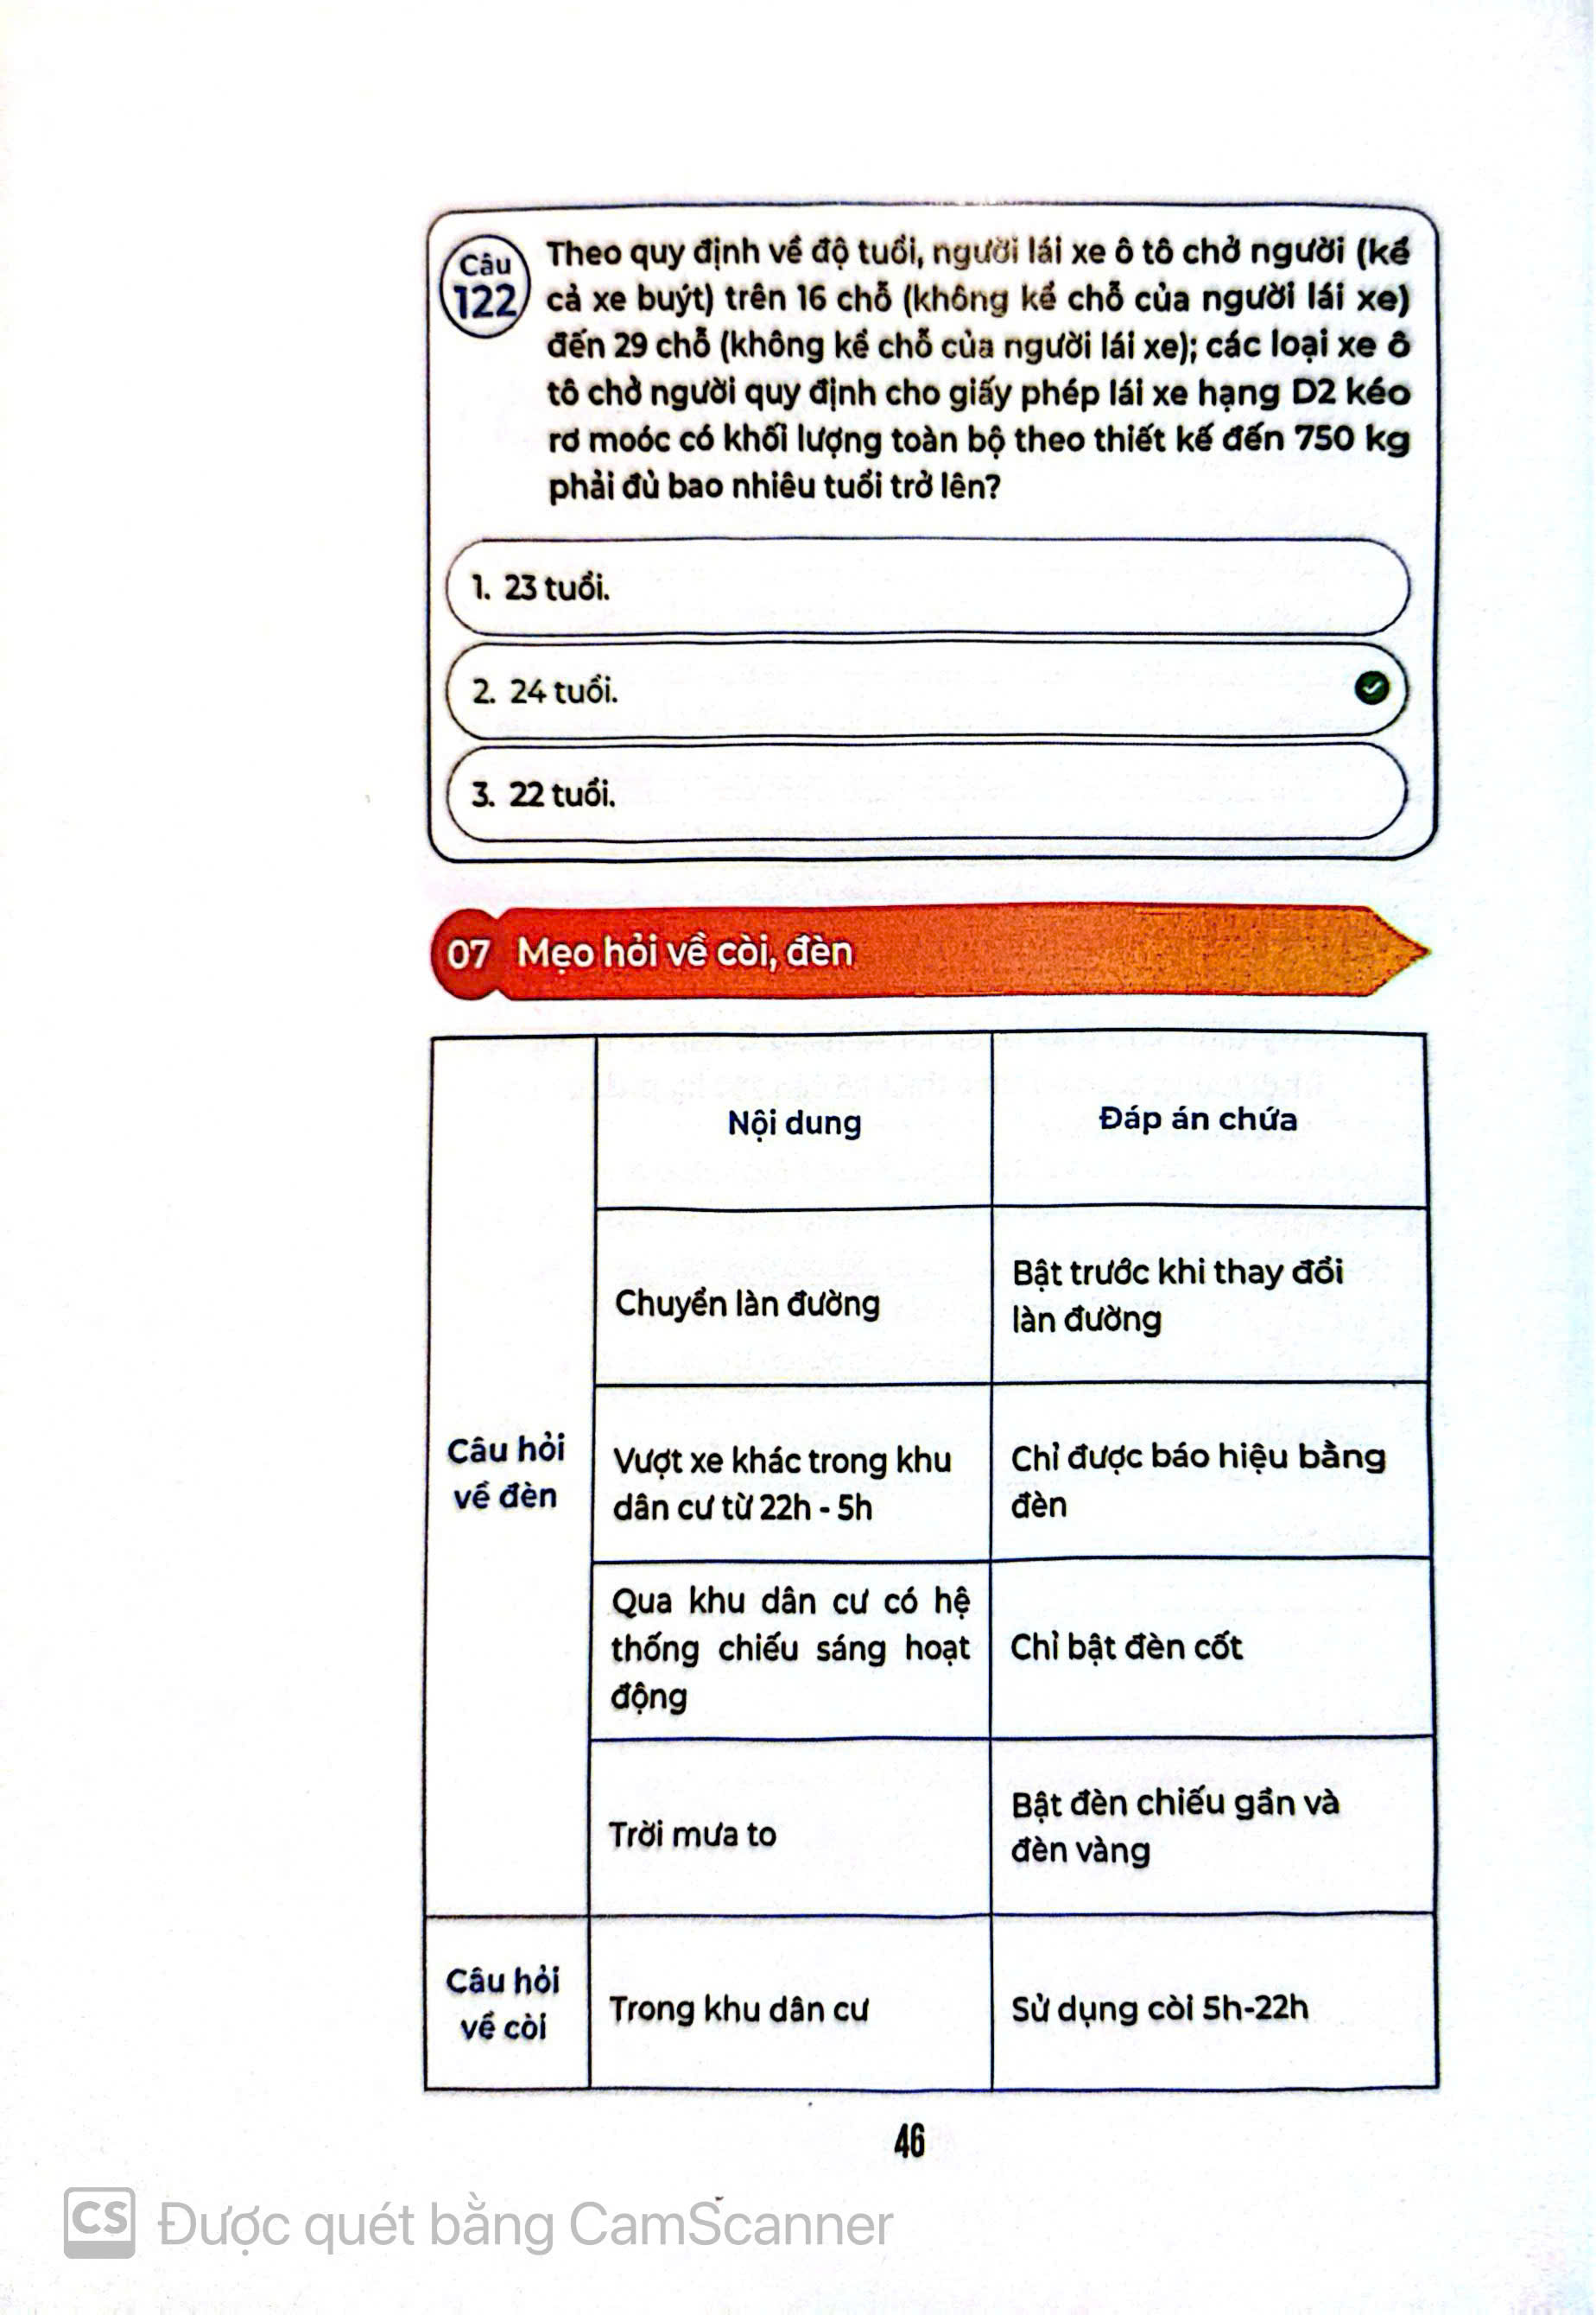 Câu
122
Theo quy định về độ tuổi, người lái xe ô tô chở người (kể
cả xe buýt) trên 16 chỗ (không kể chỗ của người lái xe)
đến 29 chỗ (không kể chỗ của người lái xe); các loại xe ô
tô chở người quy định cho giấy phép lái xe hạng D2 kéo
rơ moóc có khối lượng toàn bộ theo thiết kế đến 750 kg
phải đủ bao nhiêu tuổi trở lên?
1. 23 tuổi.
2. 24 tuổi.
3. 22 tuổi.
07 Mẹo hỏi về còi, đèn
Nội dung
Đáp án chứa
Câu hỏi
về đèn
Chuyển làn đường
Bật trước khi thay đổi
làn đường
Vượt xe khác trong khu
dân cư từ 22h - 5h
Chỉ được báo hiệu bằng
đèn
Qua khu dân cư có hệ
thống chiếu sáng hoạt
động
Chỉ bật đèn cốt
Trời mưa to
Bật đèn chiếu gần và
đèn vàng
Câu hỏi
về còi
Trong khu dân cư
Sử dụng còi 5h-22h
46
CS Được quét bằng CamScanner